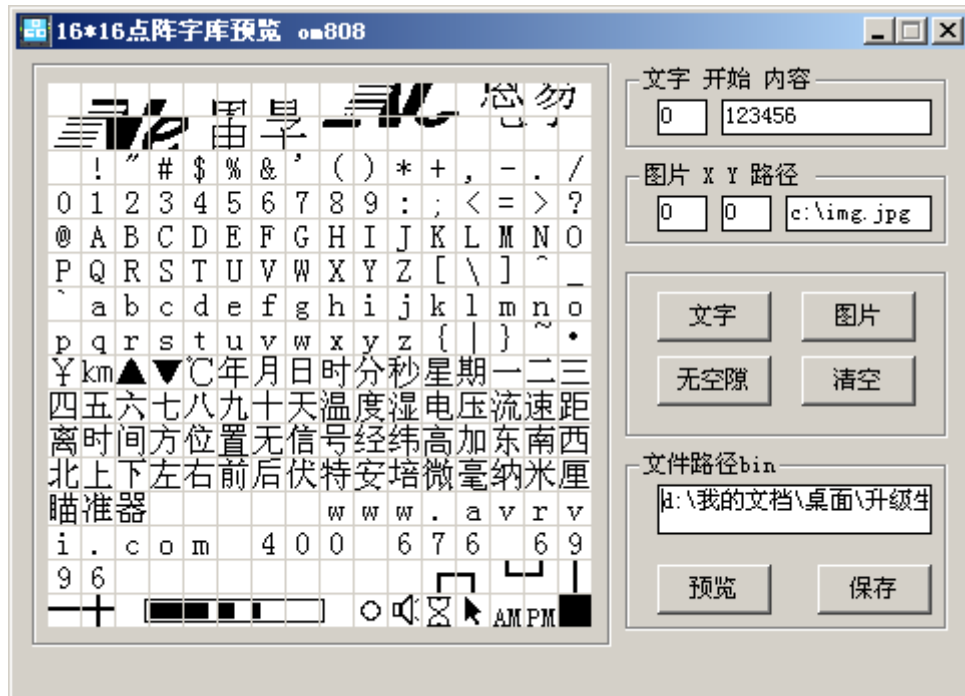 16*16点阵字库预览 om808
! " # $ % & ' ( ) * + , - . /
0 1 2 3 4 5 6 7 8 9 : ; < = > ?
@ A B C D E F G H I J K L M N O
P Q R S T U V W X Y Z [ \ ] ^ _
` a b c d e f g h i j k l m n o
p q r s t u v w x y z { | } ~ •
¥ km ▲ ▼ ℃ 年 月 日 时 分 秒 星 期 一 二 三
四 五 六 七 八 九 十 天 温 度 湿 电 压 流 速 距
离 时 间 方 位 置 无 信 号 经 纬 高 加 东 南 西
北 上 下 左 右 前 后 伏 特 安 培 微 毫 纳 米 厘
瞄 准 器 w w w . a v r v
i . c o m 4 0 0 6 7 6 6 9
9 6
AM PM
文字 开始 内容
0 123456
图片 X Y 路径
0 0 c:\img.jpg
文字 图片
无空隙 清空
文件路径bin
d:\我的文档\桌面\升级生
预览 保存